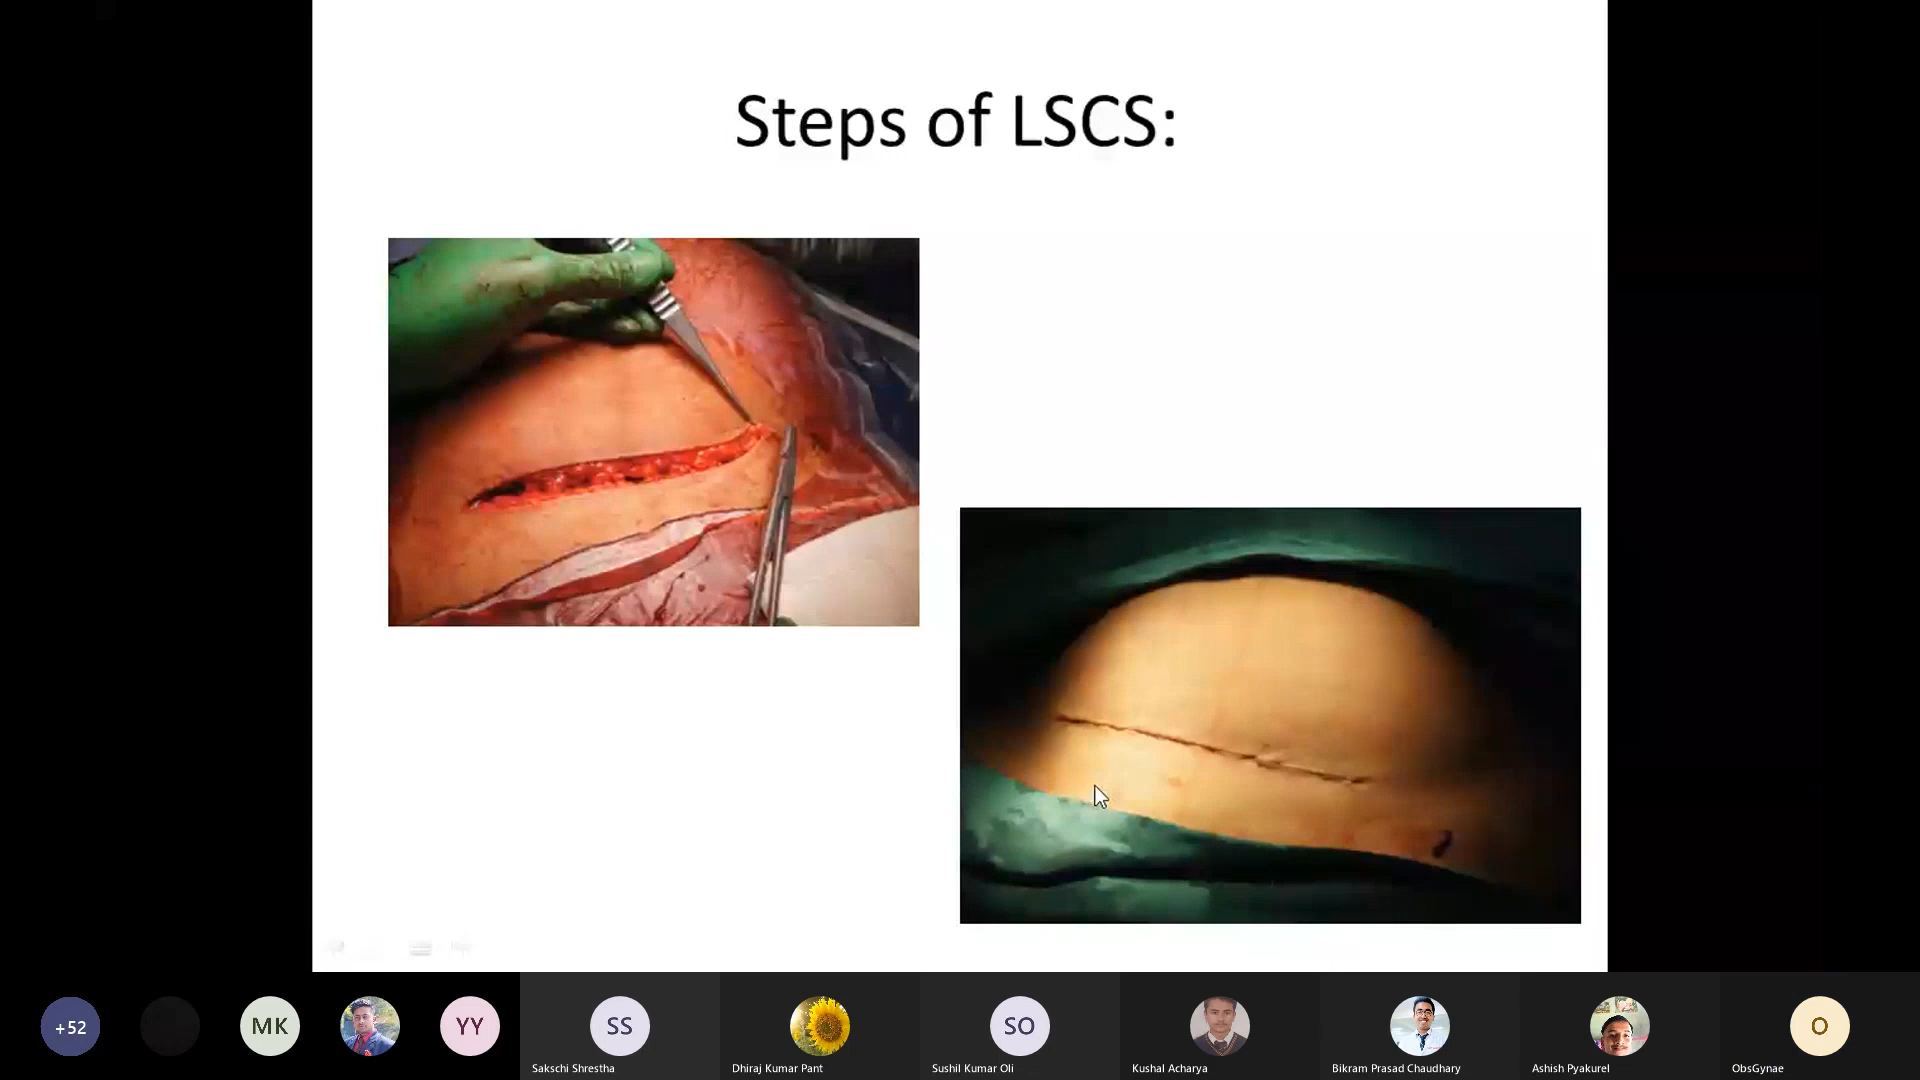 Steps of LSCS:
+52
MK
YY
SS
SO
O
Sakschi Shrestha
Dhiraj Kumar Pant
Sushil Kumar Oli
Kushal Acharya
Bikram Prasad Chaudhary
Ashish Pyakurel
ObsGynae